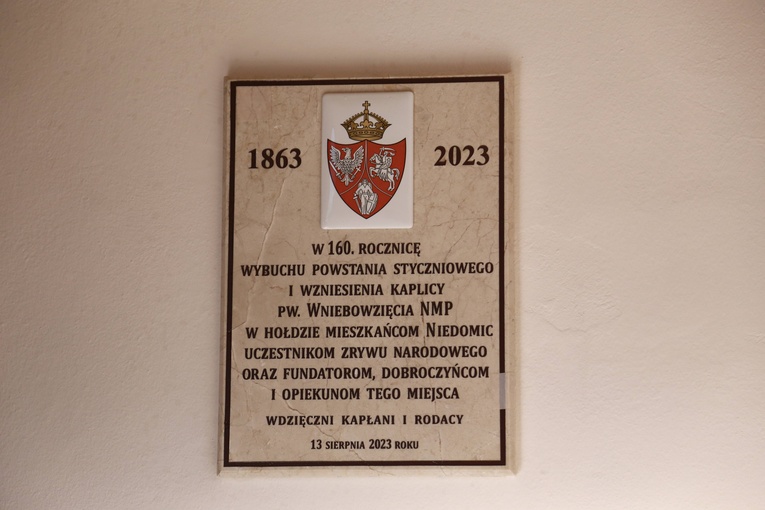 1863 2023
W 160. ROCZNICĘ
WYBUCHU POWSTANIA STYCZNIOWEGO
I WZNIESIENIA KAPLICY
PW. WNIEBOWZIĘCIA NMP
W HOŁDZIE MIESZKAŃCOM NIEDOMIC
UCZESTNIKOM ZRYWU NARODOWEGO
ORAZ FUNDATOROM, DOBROCZYŃCOM
I OPIEKUNOM TEGO MIEJSCA
WDZIĘCZNI KAPŁANI I RODACY
13 SIERPNIA 2023 ROKU